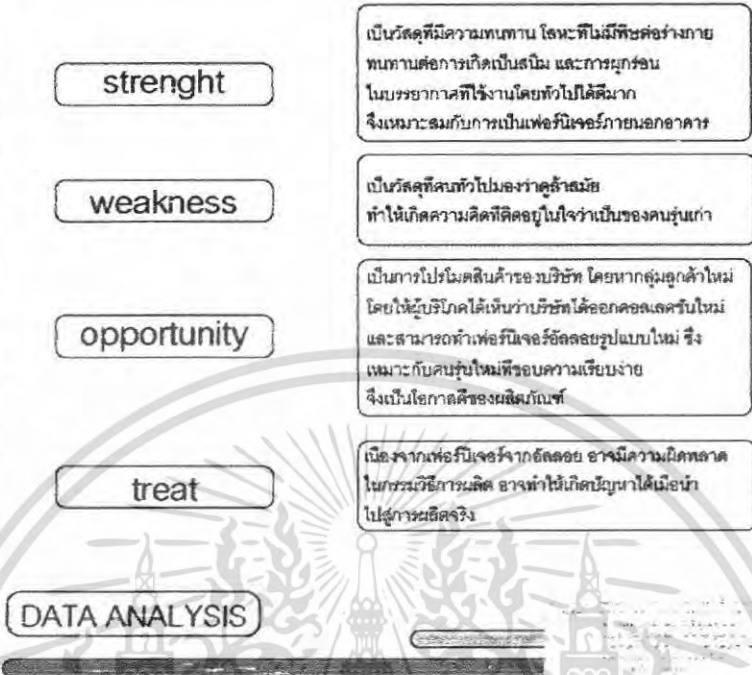 strenght
เป็นวัสดุที่มีความทนทาน โลหะที่ไม่มีพิษต่อร่างกาย
ทนทานต่อการเกิดเป็นสนิม และการผุกร่อน
ในบรรยากาศที่ใช้งานโดยทั่วไปได้ดีมาก
จึงเหมาะสมกับการเป็นเฟอร์นิเจอร์ภายนอกอาคาร
weakness
เป็นวัสดุที่คนทั่วไปมองว่าดูล้าสมัย
ทำให้เกิดความคิดที่ติดอยู่ในใจว่าเป็นของคนรุ่นเก่า
opportunity
เป็นการโปรโมตสินค้าของบริษัท โดยหากลุ่มลูกค้าใหม่
โดยให้ผู้บริโภคได้เห็นว่าบริษัทได้ออกคอลเลคชั่นใหม่
และสามารถทำเฟอร์นิเจอร์อัลลอยรูปแบบใหม่ ซึ่ง
เหมาะกับคนรุ่นใหม่ที่ชอบความเรียบง่าย
จึงเป็นโอกาสดีของผลิตภัณฑ์
treat
เนื่องจากเฟอร์นิเจอร์จากอัลลอย อาจมีความผิดพลาด
ในกรรมวิธีการผลิต อาจทำให้เกิดปัญหาได้เมื่อนำ
ไปสู่การผลิตจริง
DATA ANALYSIS